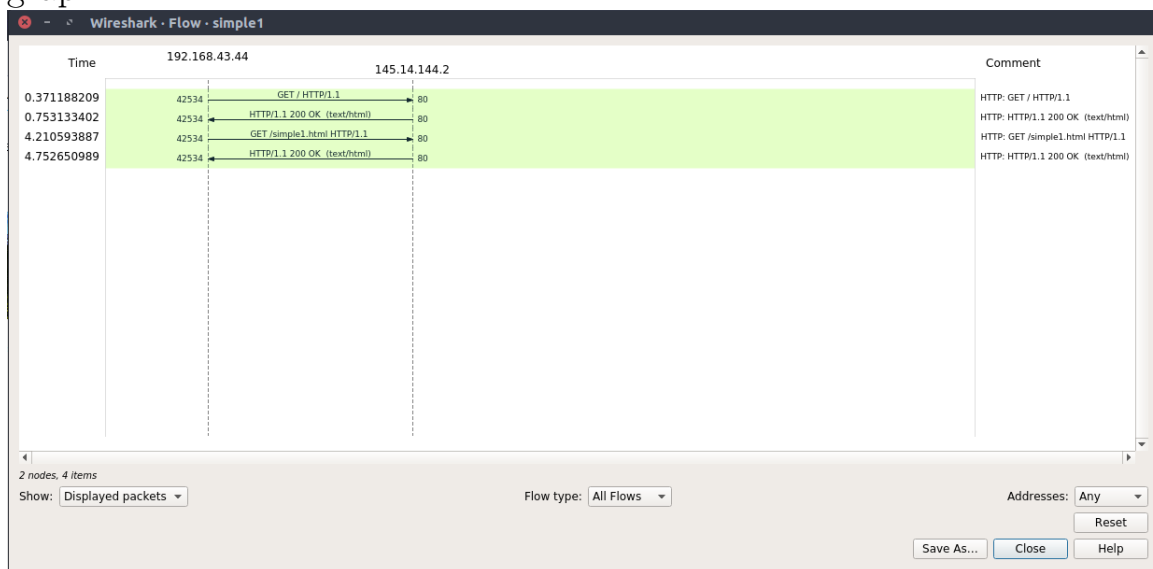 Wireshark · Flow · simple1
Time 192.168.43.44 145.14.144.2 Comment
0.371188209 42534 GET / HTTP/1.1 80 HTTP: GET / HTTP/1.1
0.753133402 42534 HTTP/1.1 200 OK (text/html) 80 HTTP: HTTP/1.1 200 OK (text/html)
4.210593887 42534 GET /simple1.html HTTP/1.1 80 HTTP: GET /simple1.html HTTP/1.1
4.752650989 42534 HTTP/1.1 200 OK (text/html) 80 HTTP: HTTP/1.1 200 OK (text/html)
2 nodes, 4 items
Show: Displayed packets Flow type: All Flows Addresses: Any
Reset
Save As... Close Help